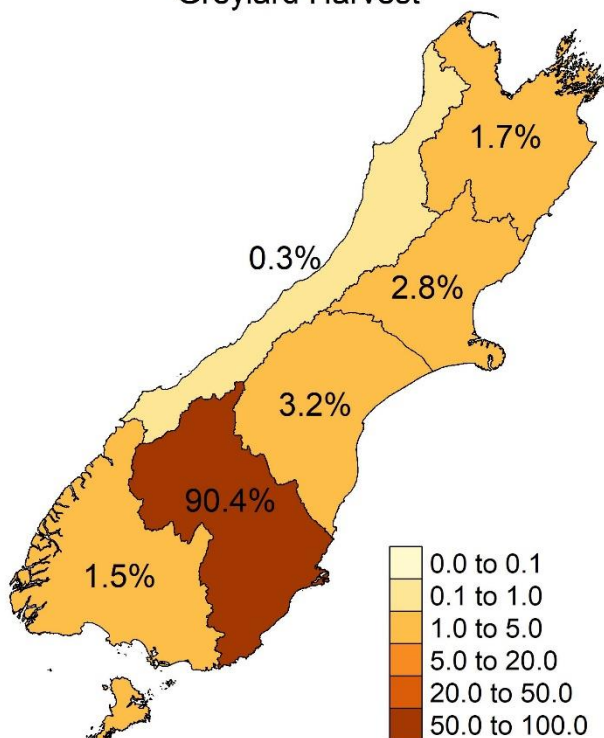 Greylard Harvest
1.7%
0.3%
2.8%
3.2%
90.4%
1.5%
0.0 to 0.1
0.1 to 1.0
1.0 to 5.0
5.0 to 20.0
20.0 to 50.0
50.0 to 100.0